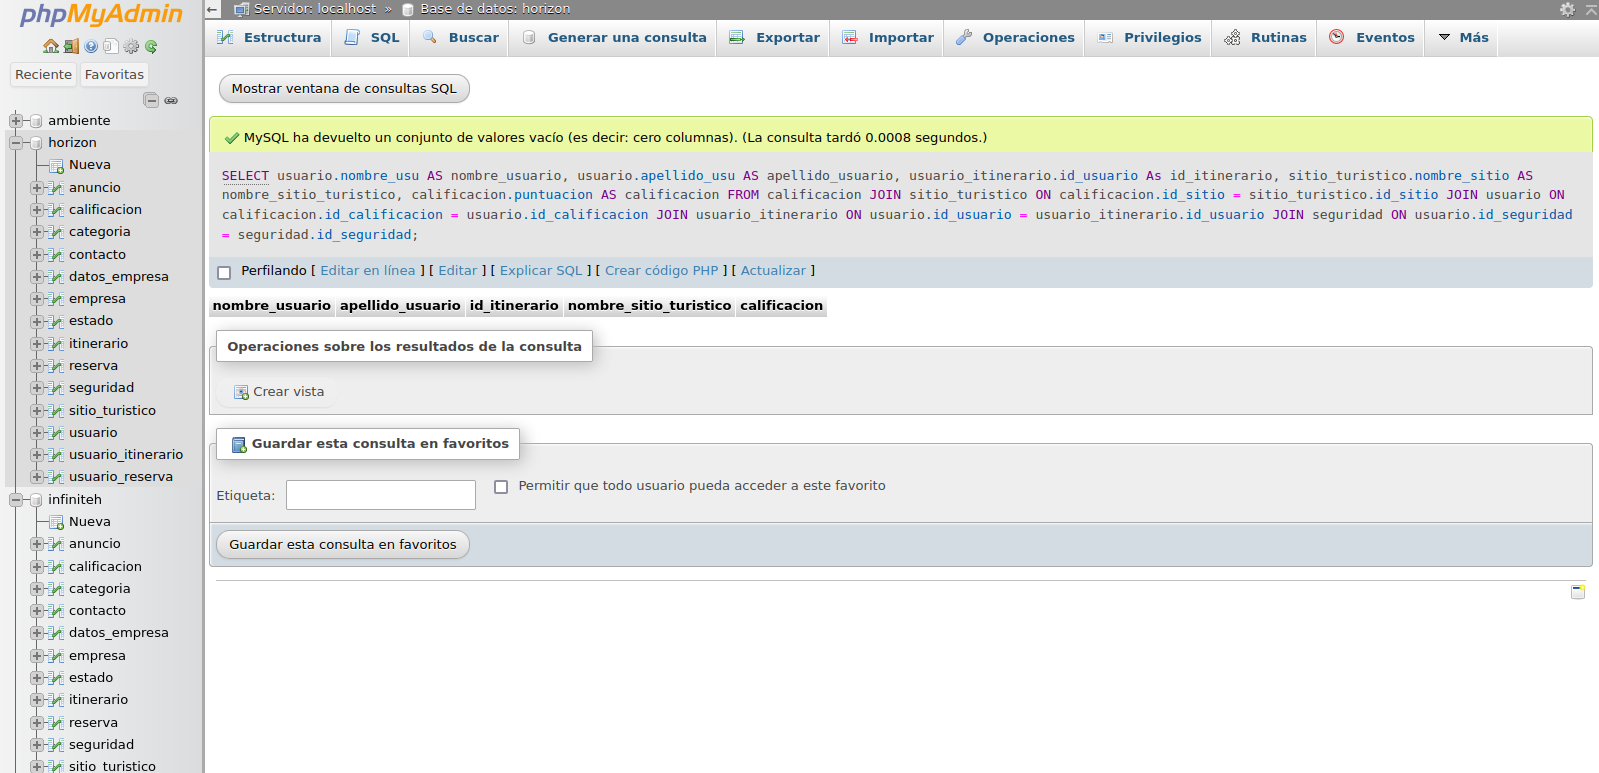 phpMyAdmin
Reciente Favoritas
ambiente
horizon
Nueva
anuncio
calificacion
categoria
contacto
datos_empresa
empresa
estado
itinerario
reserva
seguridad
sitio_turistico
usuario
usuario_itinerario
usuario_reserva
infiniteh
Nueva
anuncio
calificacion
categoria
contacto
datos_empresa
empresa
estado
itinerario
reserva
seguridad
sitio_turistico
Servidor: localhost » Base de datos: horizon
Estructura SQL Buscar Generar una consulta Exportar Importar Operaciones Privilegios Rutinas Eventos Más
Mostrar ventana de consultas SQL
MySQL ha devuelto un conjunto de valores vacío (es decir: cero columnas). (La consulta tardó 0.0008 segundos.)
SELECT usuario.nombre_usu AS nombre_usuario, usuario.apellido_usu AS apellido_usuario, usuario_itinerario.id_usuario As id_itinerario, sitio_turistico.nombre_sitio AS
nombre_sitio_turistico, calificacion.puntuacion AS calificacion FROM calificacion JOIN sitio_turistico ON calificacion.id_sitio = sitio_turistico.id_sitio JOIN usuario ON
calificacion.id_calificacion = usuario.id_calificacion JOIN usuario_itinerario ON usuario.id_usuario = usuario_itinerario.id_usuario JOIN seguridad ON usuario.id_seguridad
= seguridad.id_seguridad;
Perfilando [ Editar en línea ] [ Editar ] [ Explicar SQL ] [ Crear código PHP ] [ Actualizar ]
nombre_usuario apellido_usuario id_itinerario nombre_sitio_turistico calificacion
Operaciones sobre los resultados de la consulta
Crear vista
Guardar esta consulta en favoritos
Etiqueta: Permitir que todo usuario pueda acceder a este favorito
Guardar esta consulta en favoritos